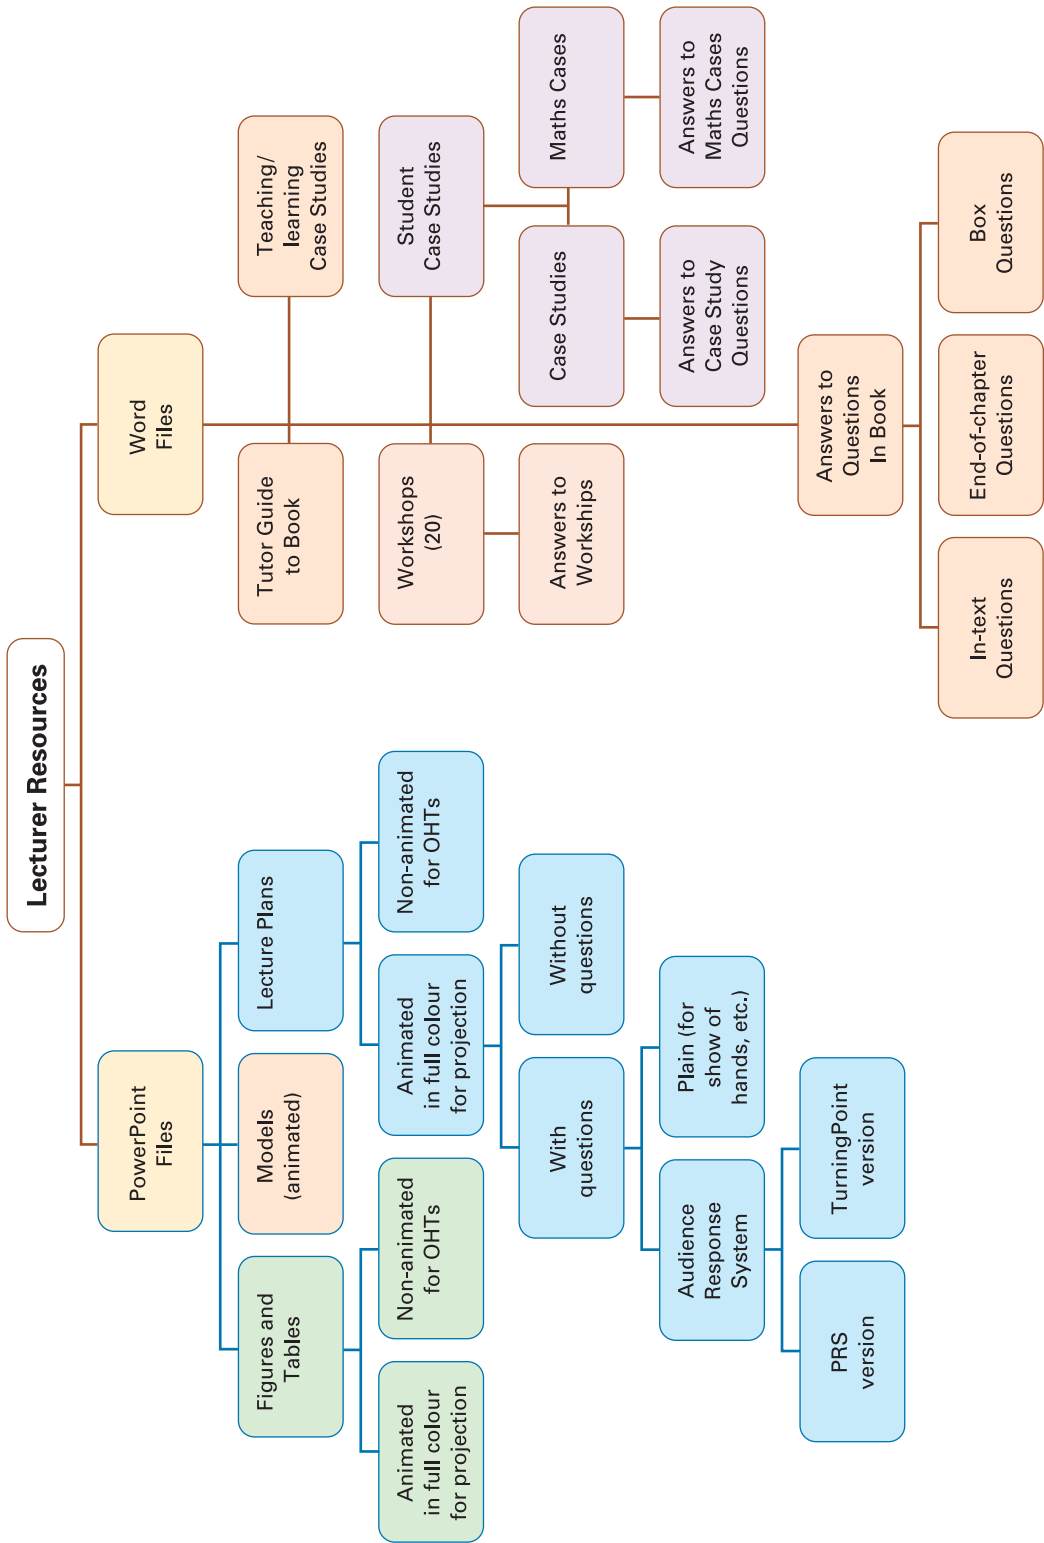 Lecturer Resources
PowerPoint
Files
Word
Files
Figures and
Tables
Models
(animated)
Lecture Plans
Tutor Guide
to Book
Teaching/
learning
Case Studies
Animated
in full colour
for projection
Non-animated
for OHTs
Animated
in full colour
for projection
Non-animated
for OHTs
Workshops
(20)
Student
Case Studies
With
questions
Without
questions
Answers to
Workships
Case Studies
Maths Cases
Audience
Response
System
Plain (for
show of
hands, etc.)
Answers to
Case Study
Questions
Answers to
Maths Cases
Questions
PRS
version
TurningPoint
version
Answers to
Questions
In Book
In-text
Questions
End-of-chapter
Questions
Box
Questions